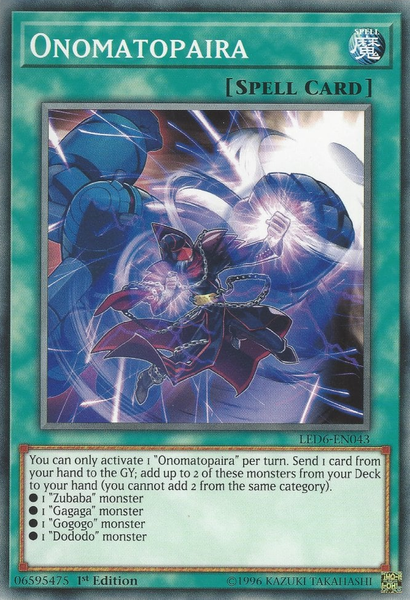 ONOMATOPAIRA
SPELL
魔
[SPELL CARD]
LED6-EN043
You can only activate 1 "Onomatopaira" per turn. Send 1 card from
your hand to the GY; add up to 2 of these monsters from your Deck
to your hand (you cannot add 2 from the same category).
● 1 "Zubaba" monster
● 1 "Gagaga" monster
● 1 "Gogogo" monster
● 1 "Dododo" monster
06595475 1st Edition ©1996 KAZUKI TAKAHASHI